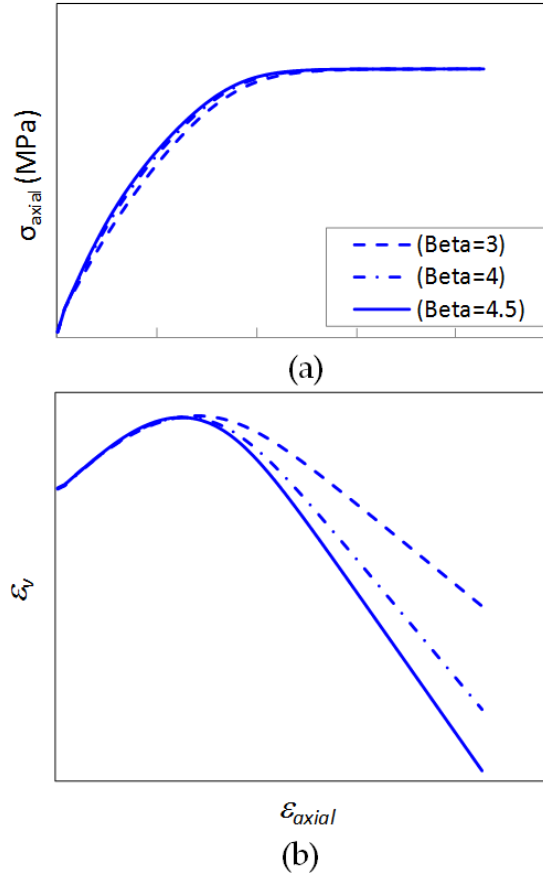 σaxial (MPa)
(Beta=3)
(Beta=4)
(Beta=4.5)
(a)
εv
εaxial
(b)